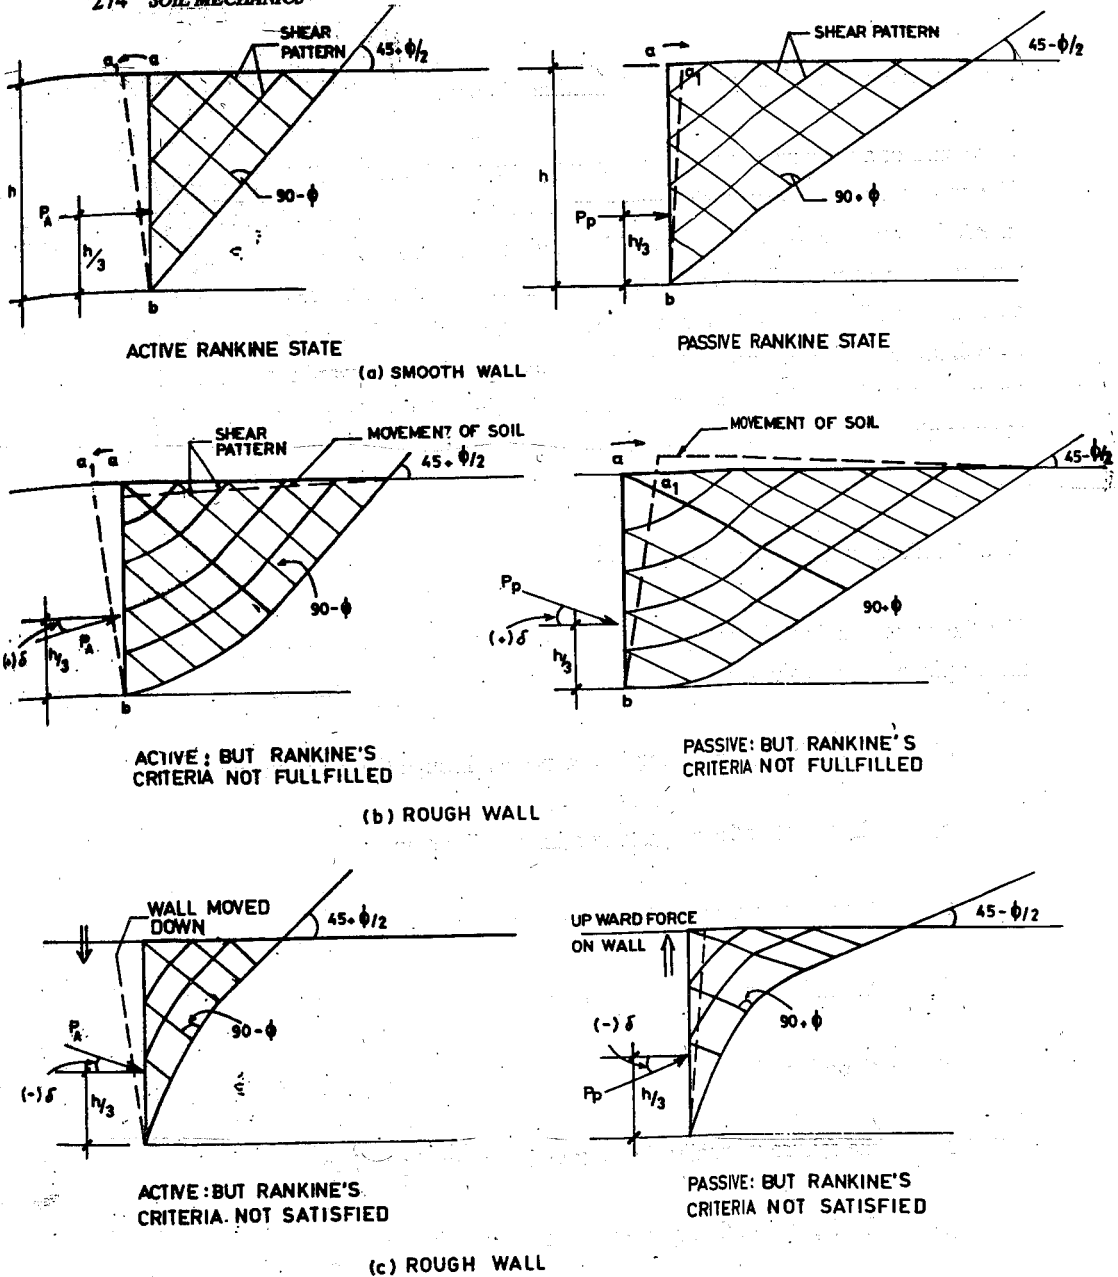 274 SOIL MECHANICS
SHEAR
PATTERN
45+ϕ/2
a₁ a
h
P_A
h/3
90-ϕ
b
ACTIVE RANKINE STATE
SHEAR PATTERN
a
a₁
45-ϕ/2
h
90+ϕ
P_p
h/3
b
PASSIVE RANKINE STATE
(a) SMOOTH WALL
SHEAR
PATTERN
MOVEMENT OF SOIL
a₁ a
45+ϕ/2
90-ϕ
P_A
(+)δ
h/3
b
ACTIVE: BUT RANKINE'S
CRITERIA NOT FULLFILLED
MOVEMENT OF SOIL
a
a₁
45-ϕ/2
P_p
(+)δ
h/3
90+ϕ
b
PASSIVE: BUT RANKINE'S
CRITERIA NOT FULLFILLED
(b) ROUGH WALL
WALL MOVED
DOWN
45+ϕ/2
P_A
90-ϕ
(-)δ
h/3
ACTIVE: BUT RANKINE'S
CRITERIA. NOT SATISFIED
UP WARD FORCE
ON WALL
45-ϕ/2
(-)δ
90+ϕ
P_p
h/3
PASSIVE: BUT RANKINE'S
CRITERIA NOT SATISFIED
(c) ROUGH WALL